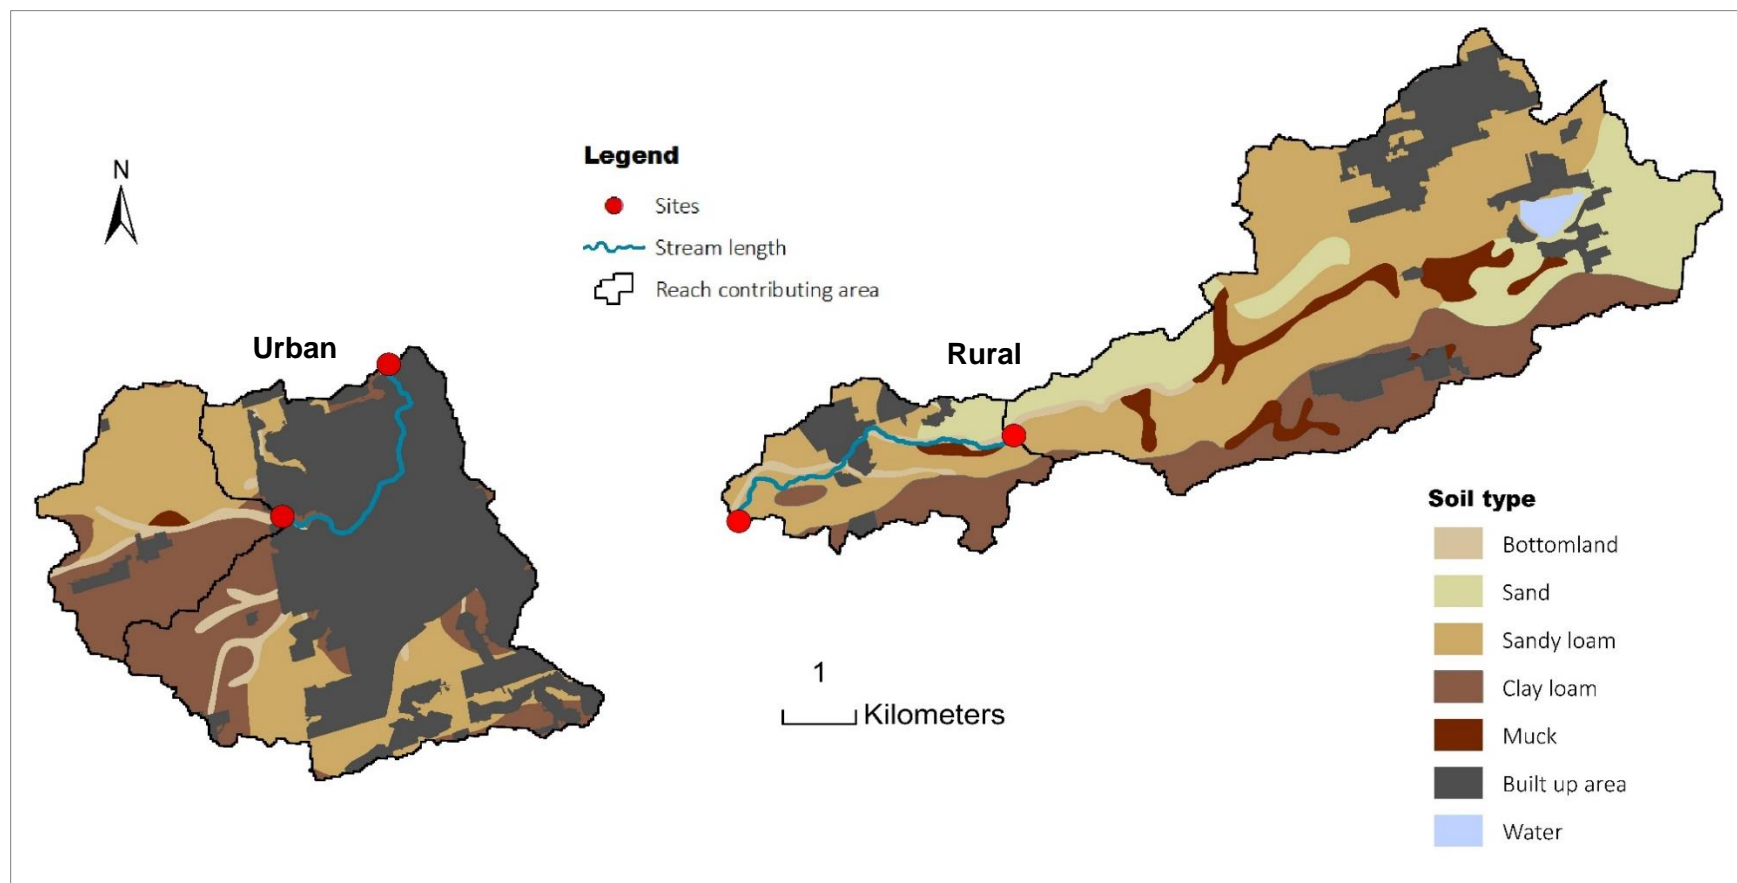 N
Legend
Sites
Stream length
Reach contributing area
Urban
Rural
1
Kilometers
Soil type
Bottomland
Sand
Sandy loam
Clay loam
Muck
Built up area
Water